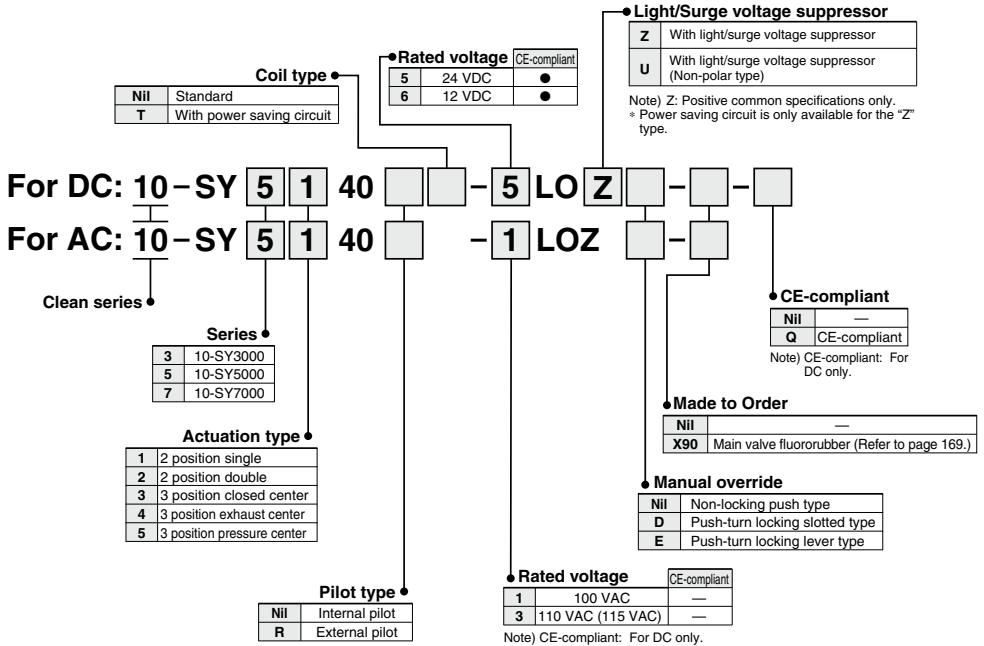 Light/Surge voltage suppressor
Z With light/surge voltage suppressor
U With light/surge voltage suppressor
(Non-polar type)
Note) Z: Positive common specifications only.
* Power saving circuit is only available for the “Z”
type.
Rated voltage CE-compliant
5 24 VDC ●
6 12 VDC ●
Coil type
Nil Standard
T With power saving circuit
For DC: 10 – SY 5 1 40 – 5 LO Z – –
For AC: 10 – SY 5 1 40 – 1 LOZ –
Clean series
Series
3 10-SY3000
5 10-SY5000
7 10-SY7000
Actuation type
1 2 position single
2 2 position double
3 3 position closed center
4 3 position exhaust center
5 3 position pressure center
Pilot type
Nil Internal pilot
R External pilot
CE-compliant
Nil —
Q CE-compliant
Note) CE-compliant: For
DC only.
Made to Order
Nil —
X90 Main valve fluororubber (Refer to page 169.)
Manual override
Nil Non-locking push type
D Push-turn locking slotted type
E Push-turn locking lever type
Rated voltage CE-compliant
1 100 VAC —
3 110 VAC (115 VAC) —
Note) CE-compliant: For DC only.